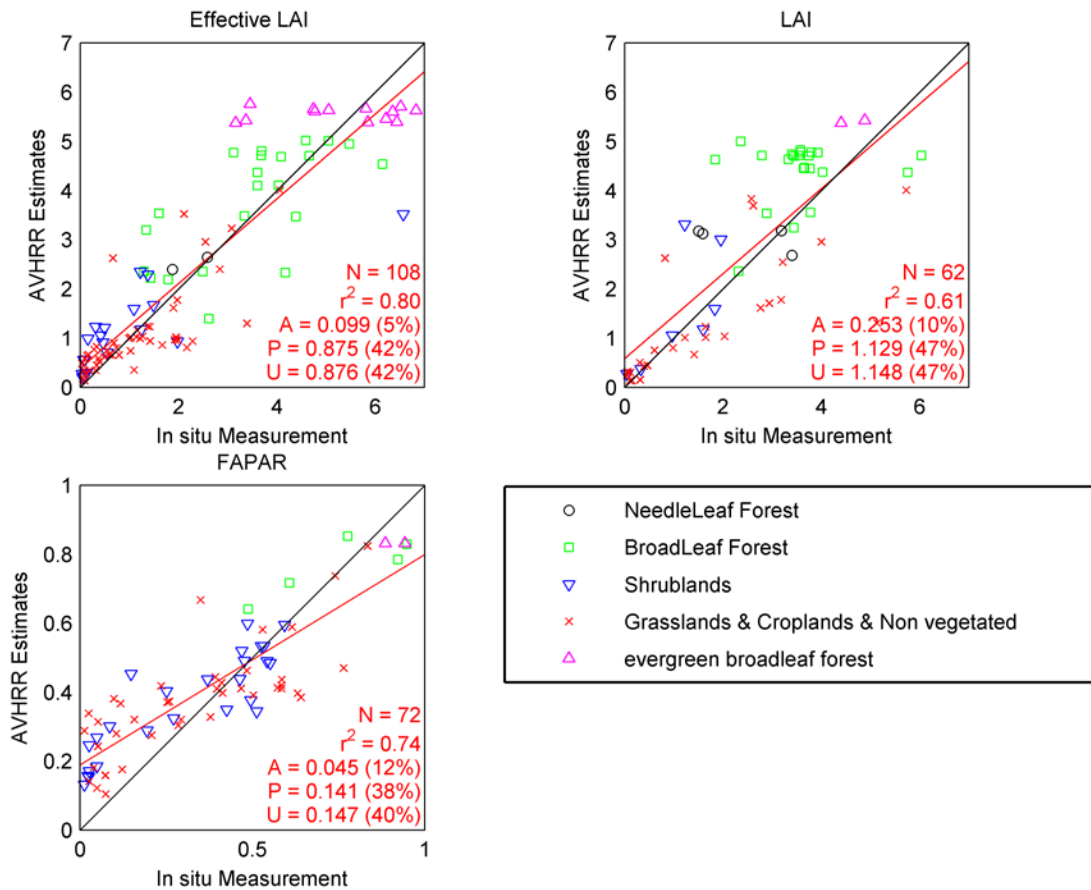 Effective LAI
7
6
5
4
3
2
1
0
AVHRR Estimates
N = 108
r² = 0.80
A = 0.099 (5%)
P = 0.875 (42%)
U = 0.876 (42%)
0 2 4 6
In situ Measurement
LAI
7
6
5
4
3
2
1
0
AVHRR Estimates
N = 62
r² = 0.61
A = 0.253 (10%)
P = 1.129 (47%)
U = 1.148 (47%)
0 2 4 6
In situ Measurement
FAPAR
1
0.8
0.6
0.4
0.2
0
AVHRR Estimates
N = 72
r² = 0.74
A = 0.045 (12%)
P = 0.141 (38%)
U = 0.147 (40%)
0 0.5 1
In situ Measurement
NeedleLeaf Forest
BroadLeaf Forest
Shrublands
Grasslands & Croplands & Non vegetated
evergreen broadleaf forest